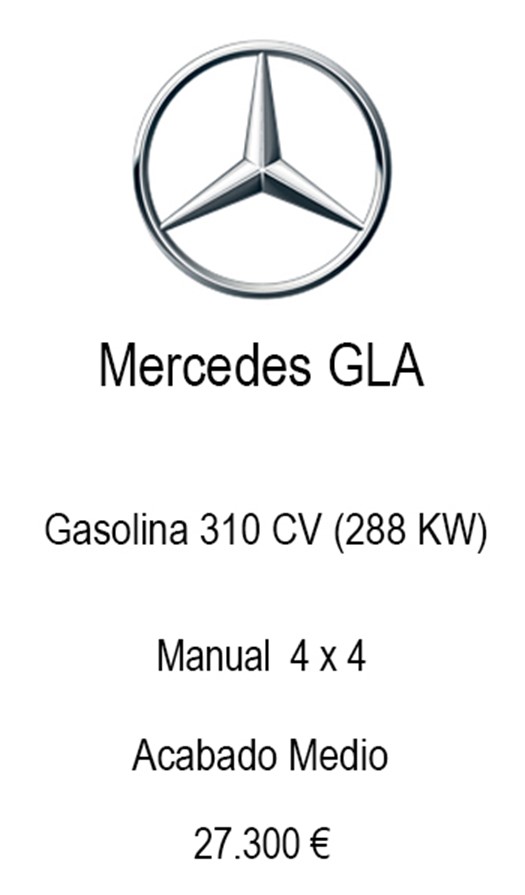 Mercedes GLA
Gasolina 310 CV (288 KW)
Manual 4 x 4
Acabado Medio
27.300 €